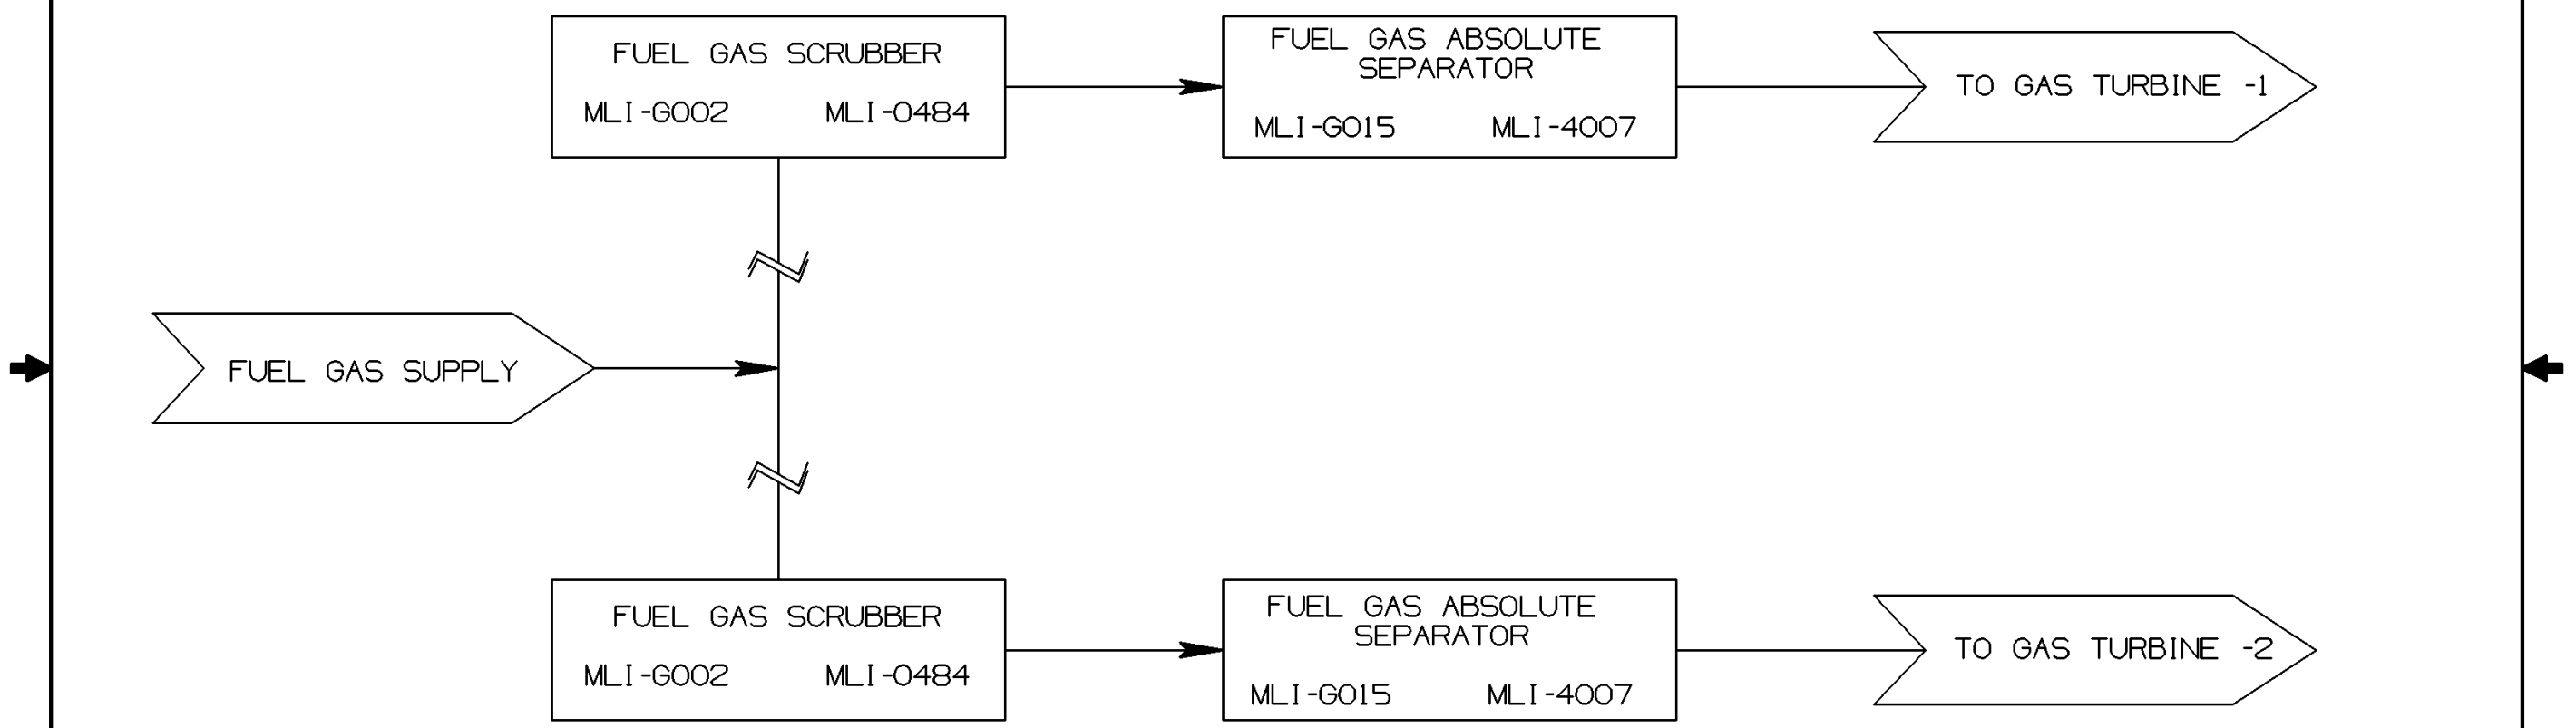 FUEL GAS SCRUBBER
MLI-G002 MLI-0484
FUEL GAS ABSOLUTE
SEPARATOR
MLI-G015 MLI-4007
TO GAS TURBINE -1
FUEL GAS SUPPLY
FUEL GAS SCRUBBER
MLI-G002 MLI-0484
FUEL GAS ABSOLUTE
SEPARATOR
MLI-G015 MLI-4007
TO GAS TURBINE -2